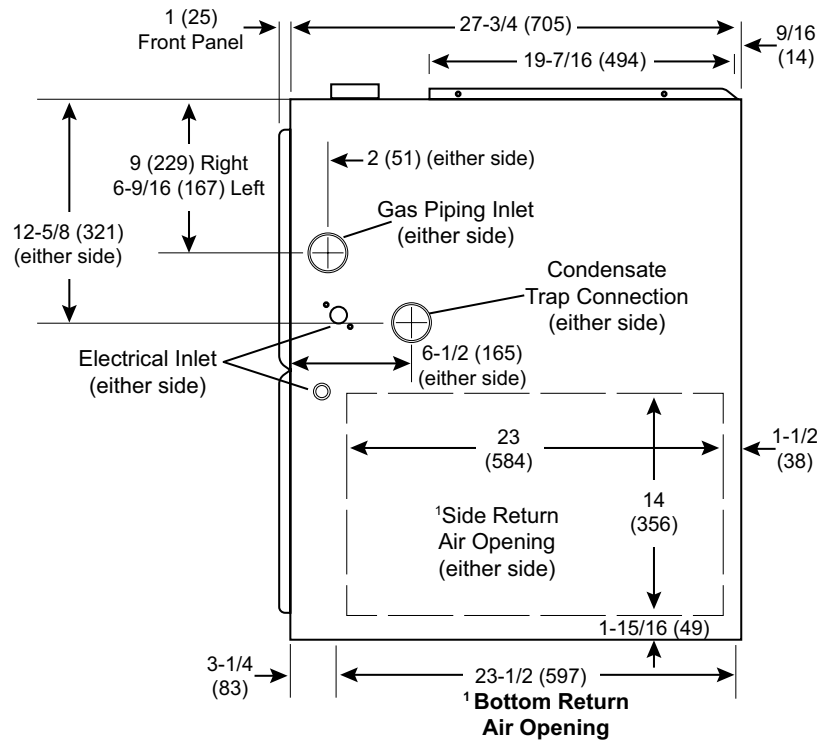 1 (25)
Front Panel
27-3/4 (705)
9/16
(14)
19-7/16 (494)
9 (229) Right
6-9/16 (167) Left
2 (51) (either side)
12-5/8 (321)
(either side)
Gas Piping Inlet
(either side)
Condensate
Trap Connection
(either side)
Electrical Inlet
(either side)
6-1/2 (165)
(either side)
23
(584)
1-1/2
(38)
14
(356)
¹Side Return
Air Opening
(either side)
1-15/16 (49)
3-1/4
(83)
23-1/2 (597)
¹ Bottom Return
Air Opening